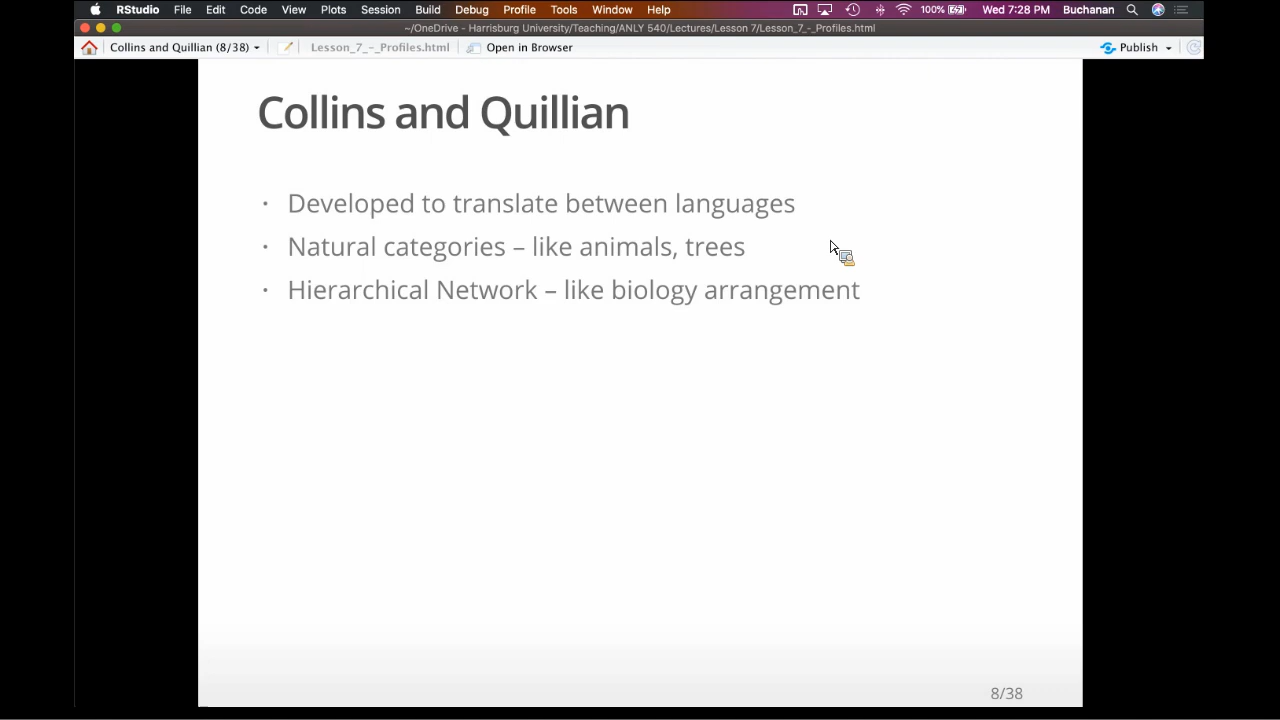 RStudio File Edit Code View Plots Session Build Debug Profile Tools Window Help 100% Wed 7:28 PM Buchanan
~/OneDrive - Harrisburg University/Teaching/ANLY 540/Lectures/Lesson 7/Lesson_7_-_Profiles.html
Collins and Quillian (8/38) Lesson_7_-_Profiles.html Open in Browser Publish
Collins and Quillian
· Developed to translate between languages
· Natural categories – like animals, trees
· Hierarchical Network – like biology arrangement
8/38